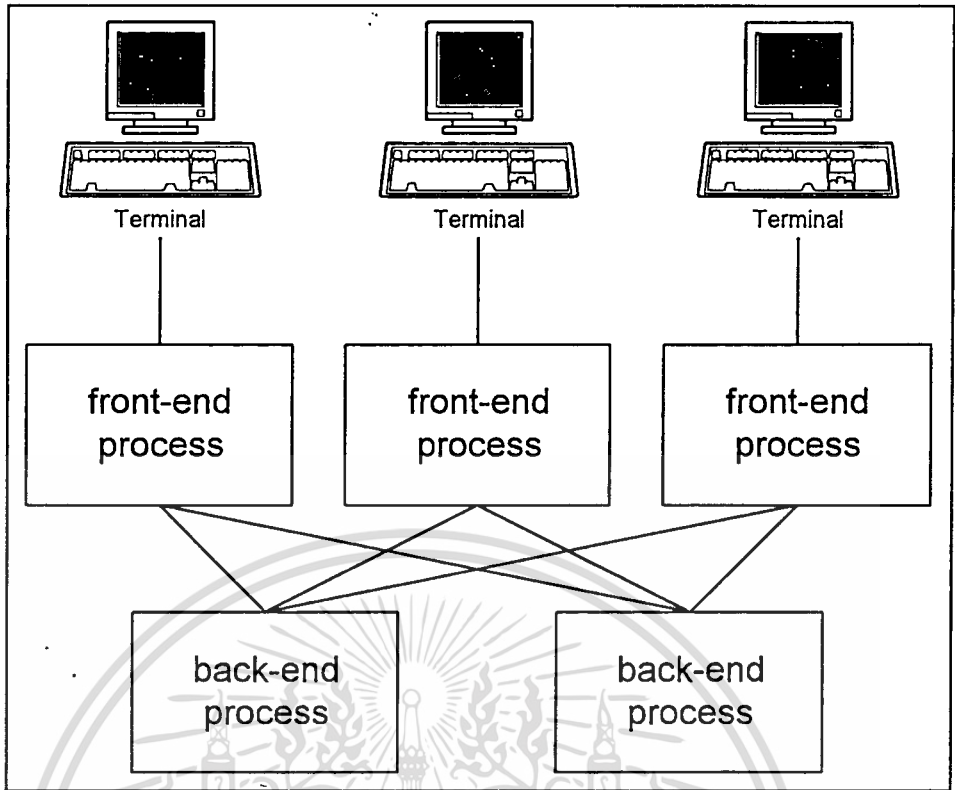 Terminal
Terminal
Terminal
front-end
process
front-end
process
front-end
process
back-end
process
back-end
process